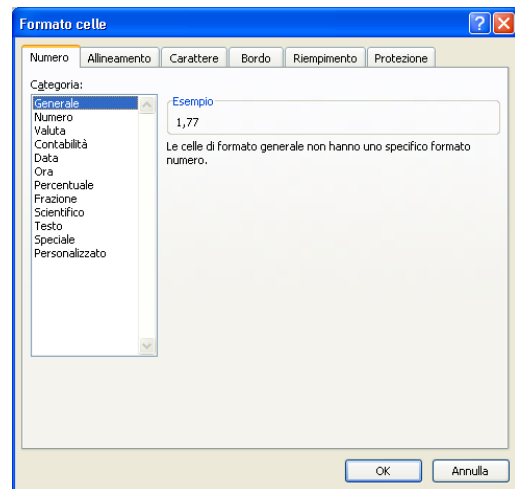 Formato celle
Numero Allineamento Carattere Bordo Riempimento Protezione
Categoria:
Generale
Numero
Valuta
Contabilità
Data
Ora
Percentuale
Frazione
Scientifico
Testo
Speciale
Personalizzato
Esempio
1,77
Le celle di formato generale non hanno uno specifico formato
numero.
OK Annulla